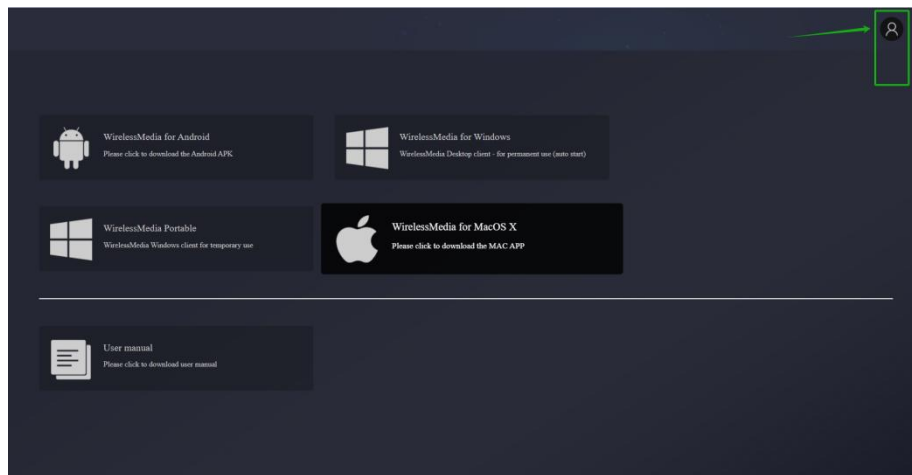 WirelessMedia for Android
Please click to download the Android APK
WirelessMedia for Windows
WirelessMedia Desktop client - for permanent use (auto start)
WirelessMedia Portable
WirelessMedia Windows client for temporary use
WirelessMedia for MacOS X
Please click to download the MAC APP
User manual
Please click to download user manual